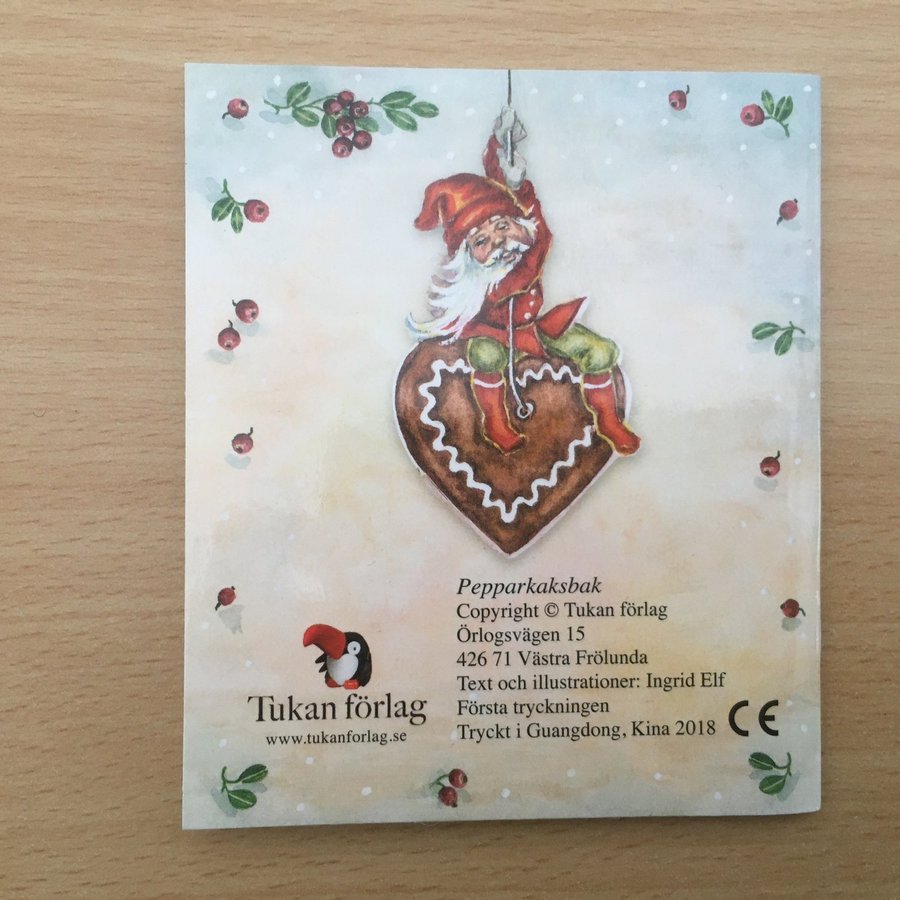 Pepparkaksbak
Copyright © Tukan förlag
Örlogsvägen 15
426 71 Västra Frölunda
Text och illustrationer: Ingrid Elf
Första tryckningen
Tryckt i Guangdong, Kina 2018
CE
Tukan förlag
www.tukanforlag.se